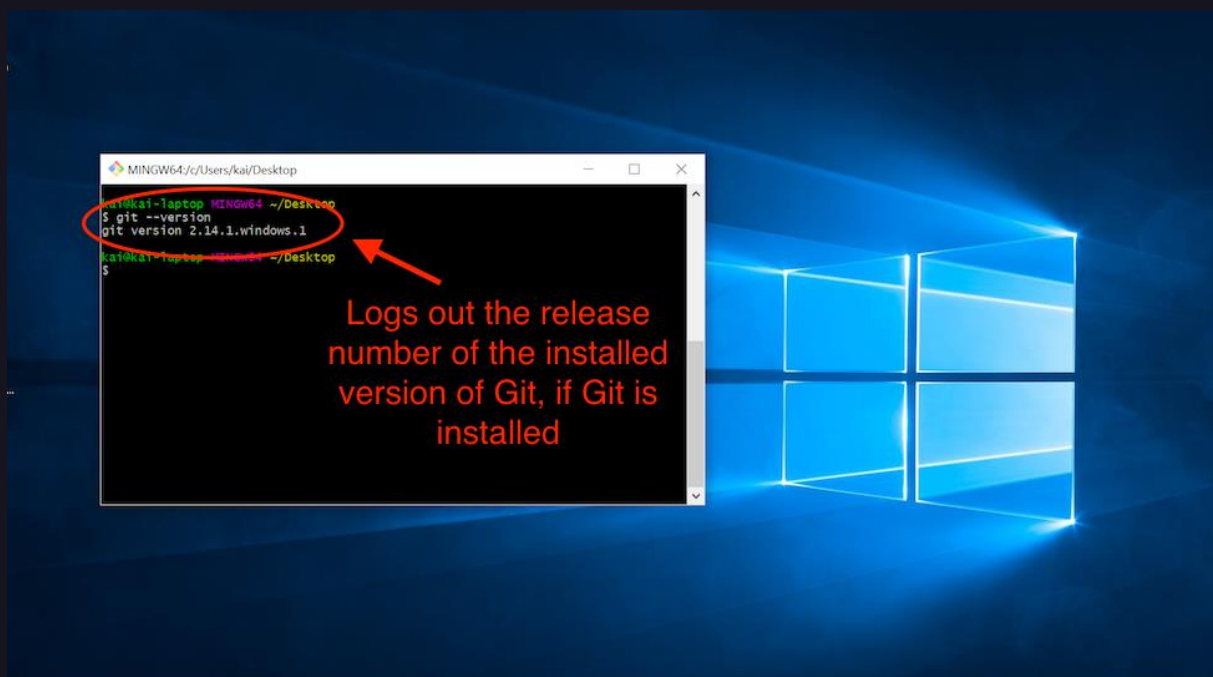 MINGW64:/c/Users/kai/Desktop
kai@kai-laptop MINGW64 ~/Desktop
$ git --version
git version 2.14.1.windows.1
kai@kai-laptop MINGW64 ~/Desktop
$
Logs out the release
number of the installed
version of Git, if Git is
installed